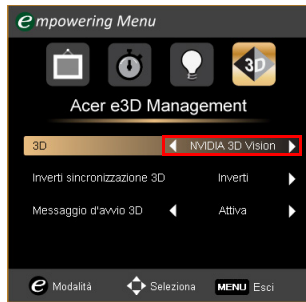 empowering Menu
3D
Acer e3D Management
3D NVIDIA 3D Vision
Inverti sincronizzazione 3D Inverti
Messaggio d'avvio 3D Attiva
e Modalità Seleziona MENU Esci